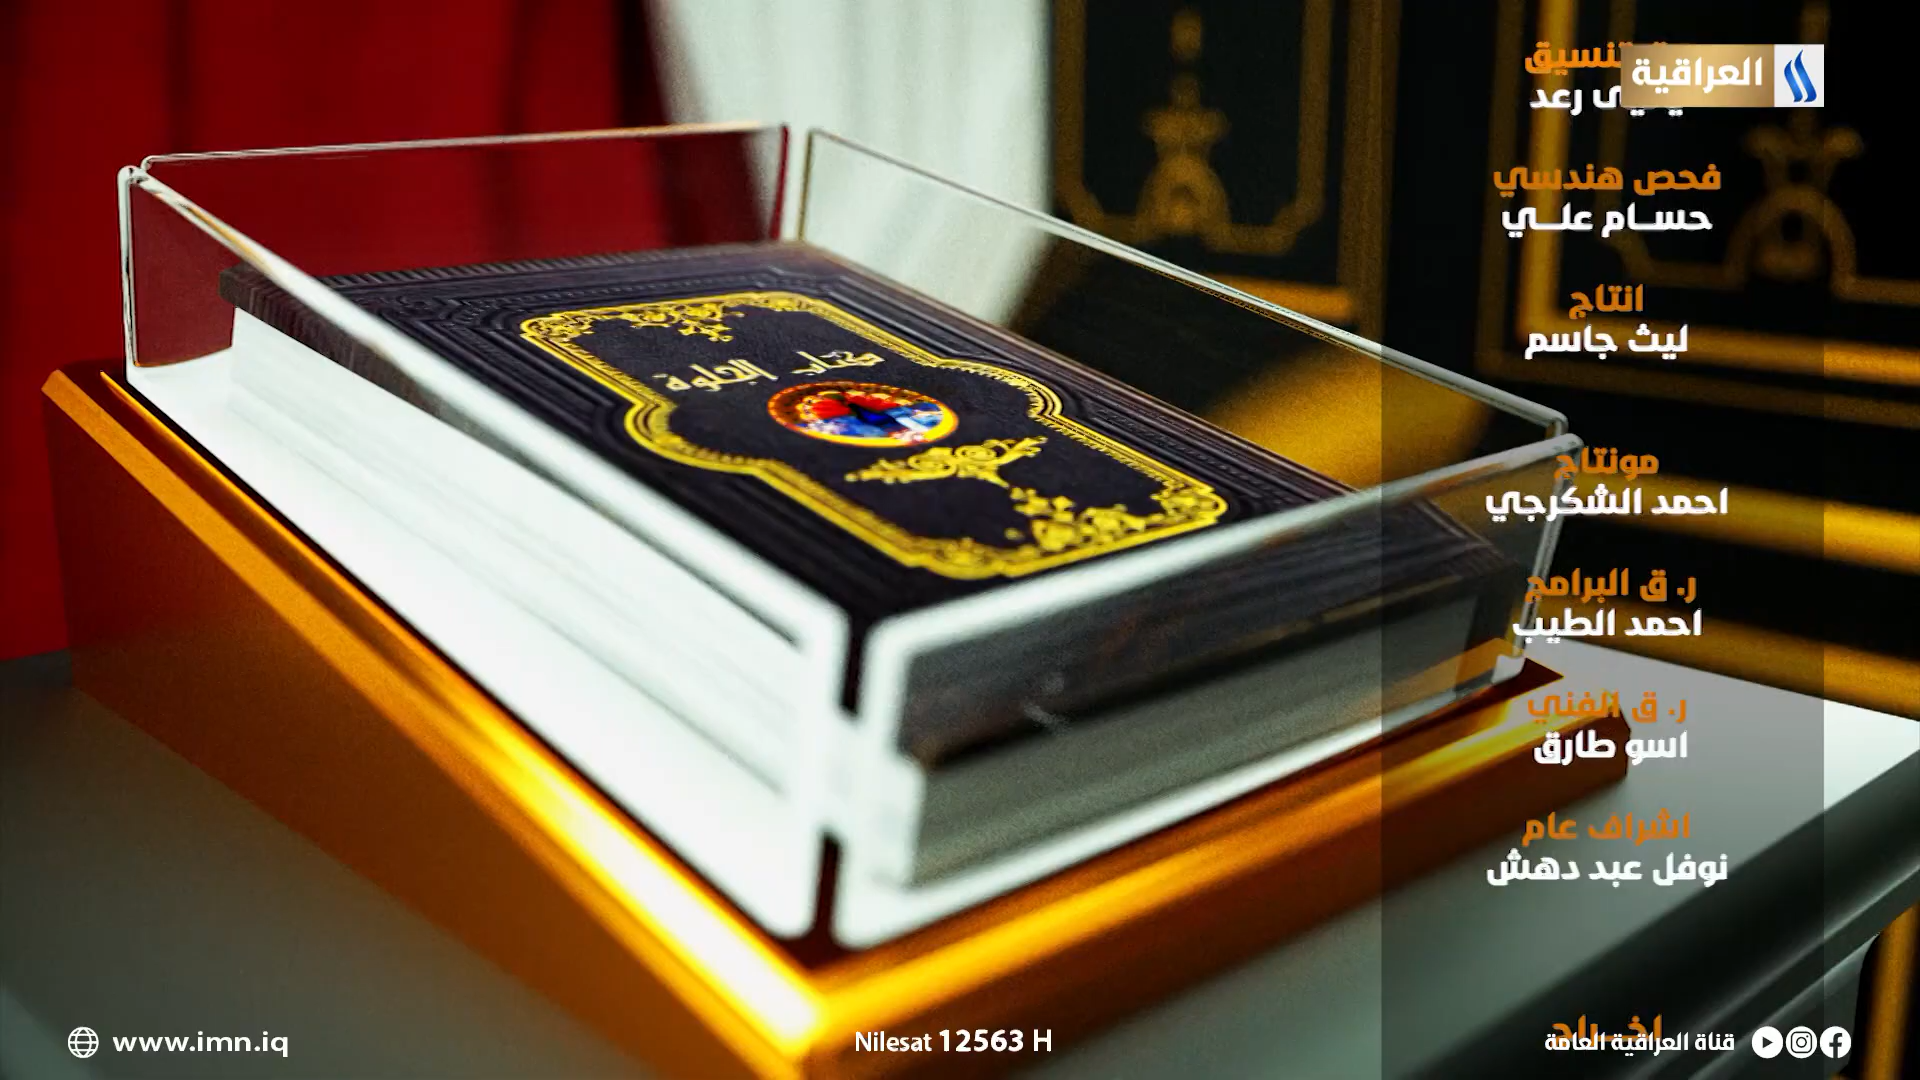 العراقية
تنسيق
رعد
فحص هندسي
حسـام علـي
انتاج
ليث جاسم
مونتاج
احمد الشكرجي
ر. ق البرامج
احمد الطيب
ر. ق الفني
اسو طارق
اشراف عام
نوفل عبد دهش
اخـراج
كتاب الجلوة
www.imn.iq
Nilesat 12563 H
قناة العراقية العامة